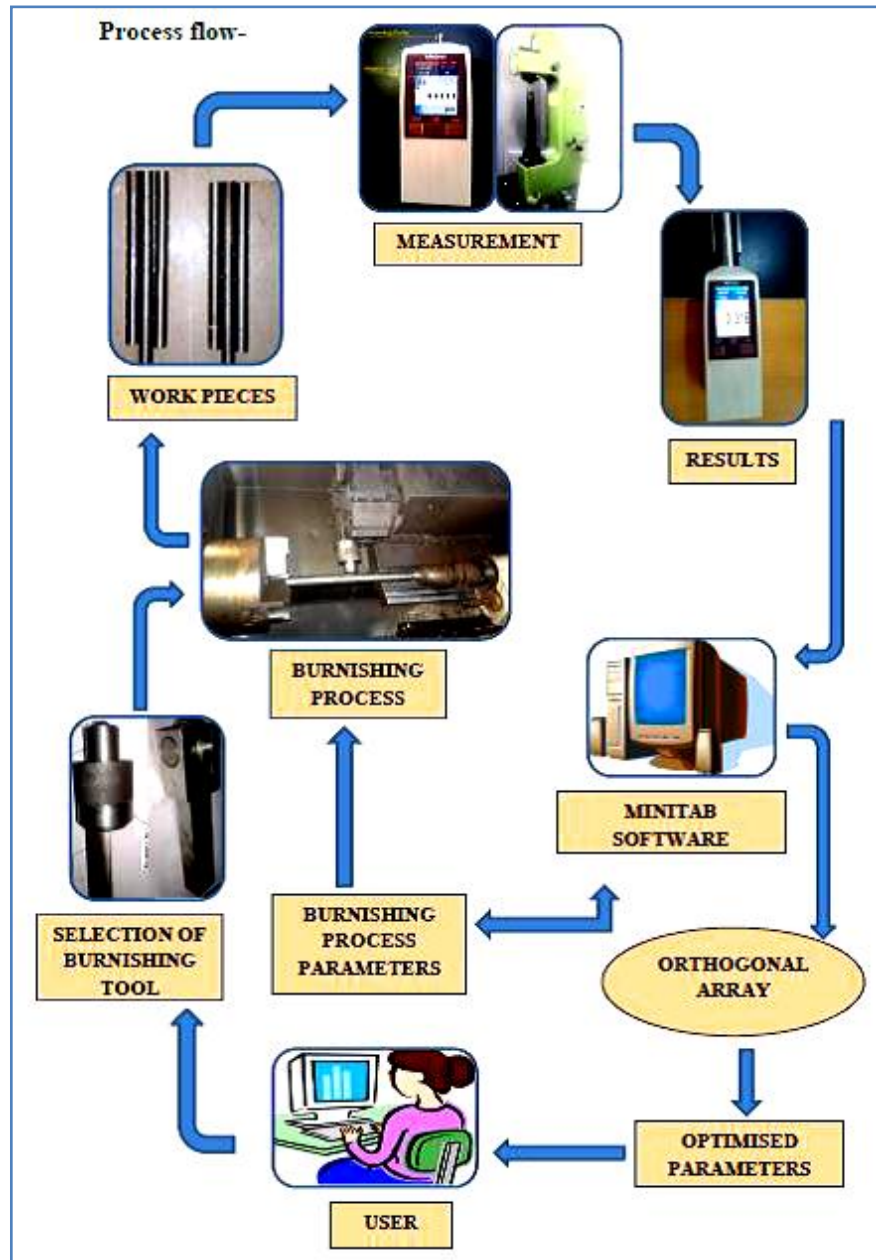 Process flow-
MEASUREMENT
WORK PIECES
RESULTS
BURNISHING
PROCESS
MINITAB
SOFTWARE
SELECTION OF
BURNISHING
TOOL
BURNISHING
PROCESS
PARAMETERS
ORTHOGONAL
ARRAY
OPTIMISED
PARAMETERS
USER